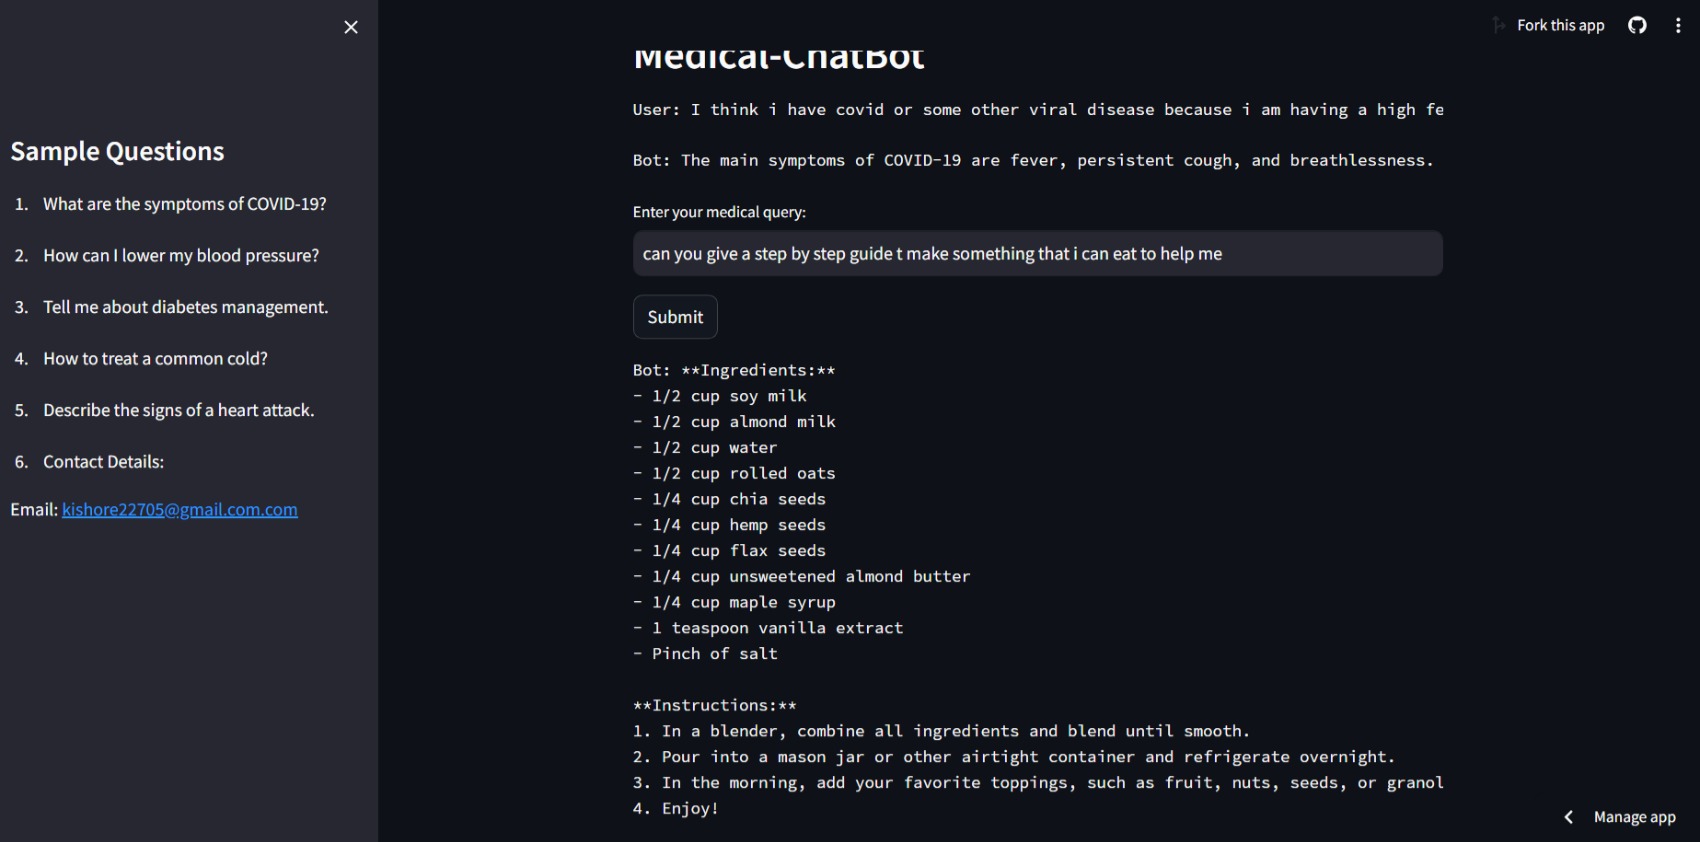 Fork this app
Sample Questions
1. What are the symptoms of COVID-19?
2. How can I lower my blood pressure?
3. Tell me about diabetes management.
4. How to treat a common cold?
5. Describe the signs of a heart attack.
6. Contact Details:
Email: kishore22705@gmail.com.com
Medical-ChatBot
User: I think i have covid or some other viral disease because i am having a high fe
Bot: The main symptoms of COVID-19 are fever, persistent cough, and breathlessness.
Enter your medical query:
can you give a step by step guide t make something that i can eat to help me
Submit
Bot: **Ingredients:**
- 1/2 cup soy milk
- 1/2 cup almond milk
- 1/2 cup water
- 1/2 cup rolled oats
- 1/4 cup chia seeds
- 1/4 cup hemp seeds
- 1/4 cup flax seeds
- 1/4 cup unsweetened almond butter
- 1/4 cup maple syrup
- 1 teaspoon vanilla extract
- Pinch of salt
**Instructions:**
1. In a blender, combine all ingredients and blend until smooth.
2. Pour into a mason jar or other airtight container and refrigerate overnight.
3. In the morning, add your favorite toppings, such as fruit, nuts, seeds, or granol
4. Enjoy!
Manage app